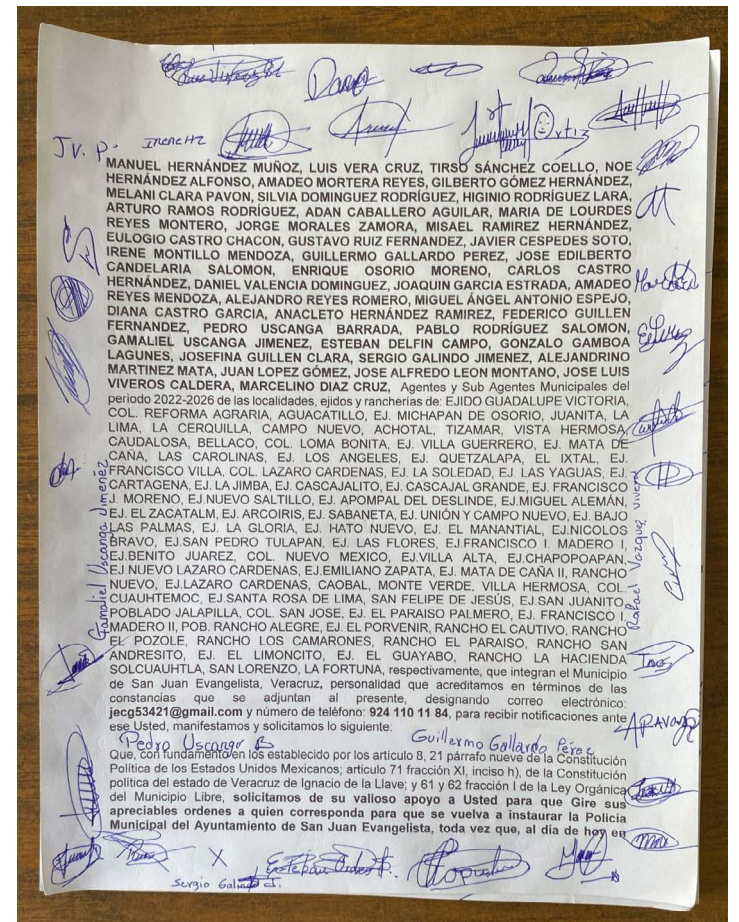 JV. P.
IRENE HZ
Ortiz
MANUEL HERNÁNDEZ MUÑOZ, LUIS VERA CRUZ, TIRSO SÁNCHEZ COELLO, NOE
HERNÁNDEZ ALFONSO, AMADEO MORTERA REYES, GILBERTO GÓMEZ HERNÁNDEZ,
MELANI CLARA PAVON, SILVIA DOMINGUEZ RODRÍGUEZ, HIGINIO RODRÍGUEZ LARA,
ARTURO RAMOS RODRÍGUEZ, ADAN CABALLERO AGUILAR, MARIA DE LOURDES
REYES MONTERO, JORGE MORALES ZAMORA, MISAEL RAMIREZ HERNÁNDEZ,
EULOGIO CASTRO CHACON, GUSTAVO RUIZ FERNANDEZ, JAVIER CESPEDES SOTO,
IRENE MONTILLO MENDOZA, GUILLERMO GALLARDO PEREZ, JOSE EDILBERTO
CANDELARIA SALOMON, ENRIQUE OSORIO MORENO, CARLOS CASTRO
HERNÁNDEZ, DANIEL VALENCIA DOMINGUEZ, JOAQUIN GARCIA ESTRADA, AMADEO
REYES MENDOZA, ALEJANDRO REYES ROMERO, MIGUEL ÁNGEL ANTONIO ESPEJO,
DIANA CASTRO GARCIA, ANACLETO HERNÁNDEZ RAMIREZ, FEDERICO GUILLEN
FERNANDEZ, PEDRO USCANGA BARRADA, PABLO RODRÍGUEZ SALOMON,
GAMALIEL USCANGA JIMENEZ, ESTEBAN DELFIN CAMPO, GONZALO GAMBOA
LAGUNES, JOSEFINA GUILLEN CLARA, SERGIO GALINDO JIMENEZ, ALEJANDRINO
MARTINEZ MATA, JUAN LOPEZ GÓMEZ, JOSE ALFREDO LEON MONTANO, JOSE LUIS
VIVEROS CALDERA, MARCELINO DIAZ CRUZ, Agentes y Sub Agentes Municipales del
periodo 2022-2026 de las localidades, ejidos y rancherías de: EJIDO GUADALUPE VICTORIA,
COL. REFORMA AGRARIA, AGUACATILLO, EJ. MICHAPAN DE OSORIO, JUANITA, LA
LIMA, LA CERQUILLA, CAMPO NUEVO, ACHOTAL, TIZAMAR, VISTA HERMOSA,
CAUDALOSA, BELLACO, COL. LOMA BONITA, EJ. VILLA GUERRERO, EJ. MATA DE
CAÑA, LAS CAROLINAS, EJ. LOS ANGELES, EJ. QUETZALAPA, EL IXTAL, EJ.
FRANCISCO VILLA, COL. LAZARO CARDENAS, EJ. LA SOLEDAD, EJ. LAS YAGUAS, EJ.
CARTAGENA, EJ. LA JIMBA, EJ. CASCAJALITO, EJ. CASCAJAL GRANDE, EJ. FRANCISCO
J. MORENO, EJ.NUEVO SALTILLO, EJ. APOMPAL DEL DESLINDE, EJ.MIGUEL ALEMÁN,
EJ. EL ZACATALM, EJ. ARCOIRIS, EJ. SABANETA, EJ. UNIÓN Y CAMPO NUEVO, EJ. BAJO
LAS PALMAS, EJ. LA GLORIA, EJ. HATO NUEVO, EJ. EL MANANTIAL, EJ.NICOLOS
BRAVO, EJ.SAN PEDRO TULAPAN, EJ. LAS FLORES, EJ.FRANCISCO I MADERO I,
EJ.BENITO JUAREZ, COL. NUEVO MEXICO, EJ.VILLA ALTA, EJ.CHAPOPOAPAN,
EJ.NUEVO LAZARO CARDENAS, EJ.EMILIANO ZAPATA, EJ. MATA DE CAÑA II, RANCHO
NUEVO, EJ.LAZARO CARDENAS, CAOBAL, MONTE VERDE, VILLA HERMOSA, COL.
CUAUHTEMOC, EJ.SANTA ROSA DE LIMA, SAN FELIPE DE JESÚS, EJ.SAN JUANITO,
POBLADO JALAPILLA, COL. SAN JOSE, EJ. EL PARAISO PALMERO, EJ. FRANCISCO I
MADERO II, POB. RANCHO ALEGRE, EJ. EL PORVENIR, RANCHO EL CAUTIVO, RANCHO
EL POZOLE, RANCHO LOS CAMARONES, RANCHO EL PARAISO, RANCHO SAN
ANDRESITO, EJ. EL LIMONCITO, EJ. EL GUAYABO, RANCHO LA HACIENDA
SOLCUAUHTLA, SAN LORENZO, LA FORTUNA, respectivamente, que integran el Municipio
de San Juan Evangelista, Veracruz, personalidad que acreditamos en términos de las
constancias que se adjuntan al presente, designando correo electrónico:
jecg53421@gmail.com y número de teléfono: 924 110 11 84, para recibir notificaciones ante
ese Usted, manifestamos y solicitamos lo siguiente:
Gamaliel Uscanga Jimenez
Rafael Vazquez Viveros
APAVON
Pedro Uscanga B
Guillermo Gallardo Pérez
Que, con fundamento en los establecido por los artículo 8, 21 párrafo nueve de la Constitución
Política de los Estados Unidos Mexicanos; articulo 71 fracción XI, inciso h), de la Constitución
política del estado de Veracruz de Ignacio de la Llave; y 61 y 62 fracción I de la Ley Orgánica
del Municipio Libre, solicitamos de su valioso apoyo a Usted para que Gire sus
apreciables ordenes a quien corresponda para que se vuelva a instaurar la Policía
Municipal del Ayuntamiento de San Juan Evangelista, toda vez que, al día de hoy en
X
Sergio Galindo J.